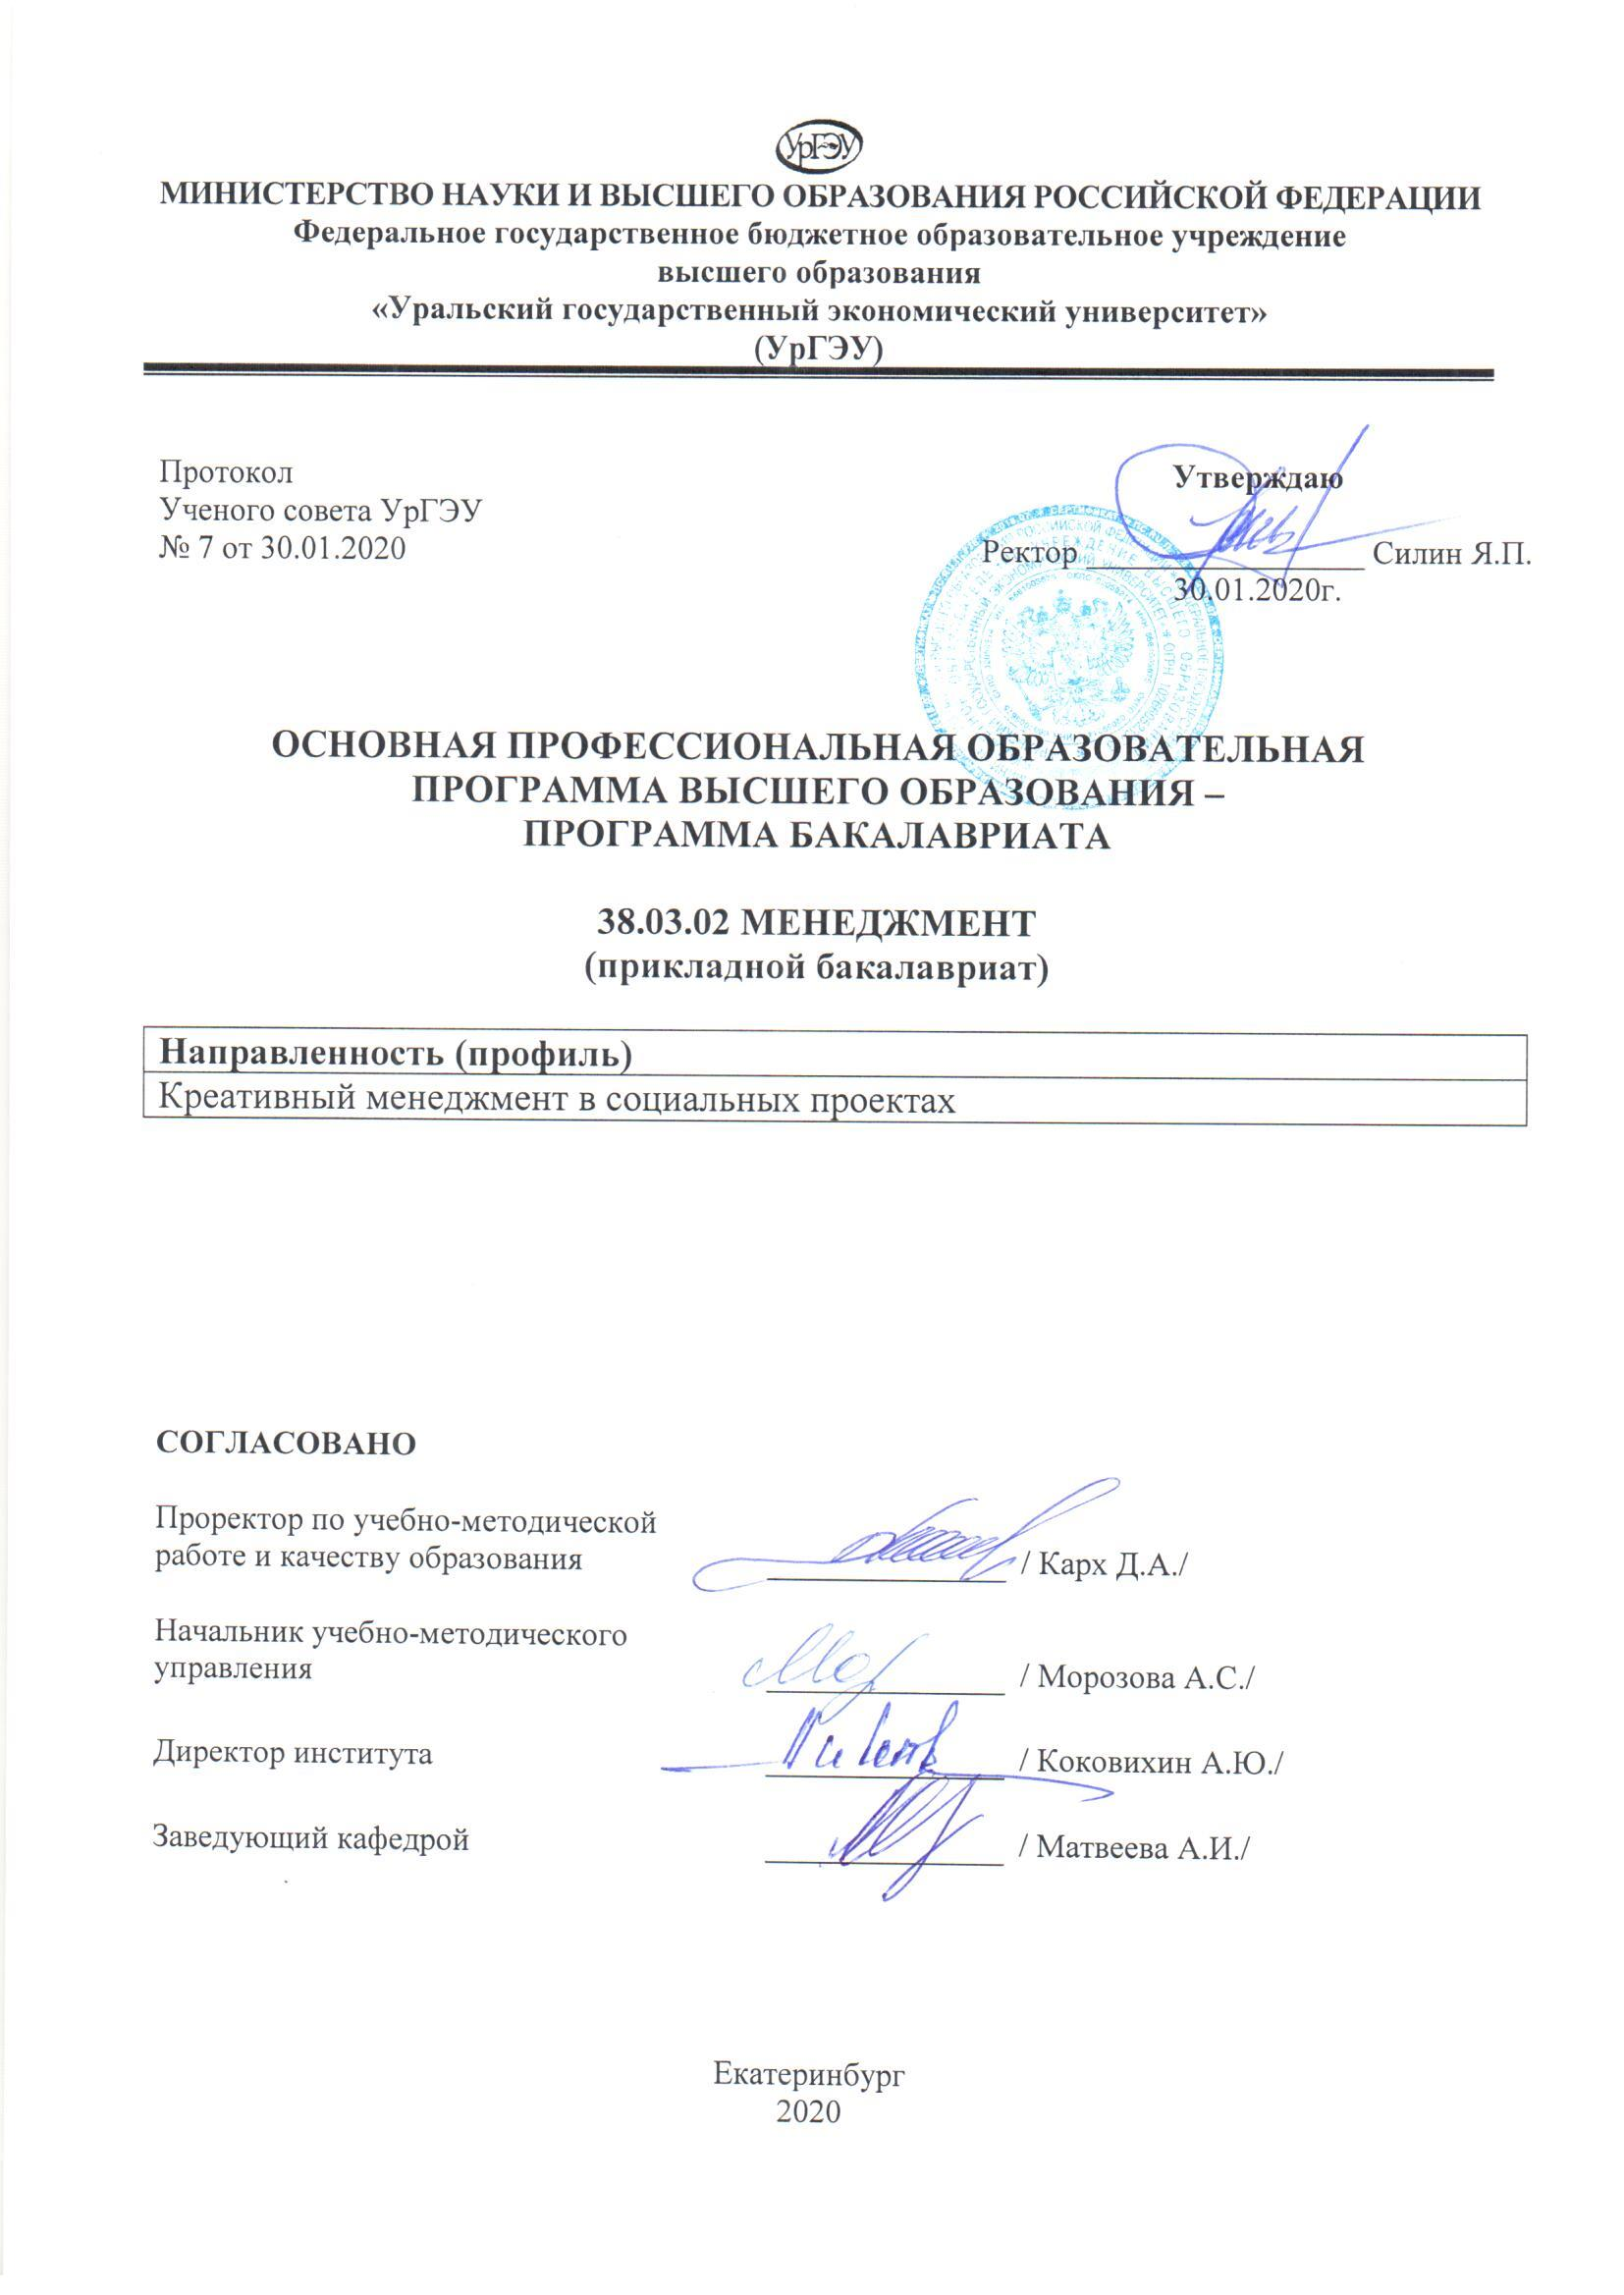 УрГЭУ
МИНИСТЕРСТВО НАУКИ И ВЫСШЕГО ОБРАЗОВАНИЯ РОССИЙСКОЙ ФЕДЕРАЦИИ
Федеральное государственное бюджетное образовательное учреждение
высшего образования
«Уральский государственный экономический университет»
(УрГЭУ)
Протокол
Ученого совета УрГЭУ
№ 7 от 30.01.2020
Утверждаю
Ректор Силин Я.П.
30.01.2020г.
ОСНОВНАЯ ПРОФЕССИОНАЛЬНАЯ ОБРАЗОВАТЕЛЬНАЯ
ПРОГРАММА ВЫСШЕГО ОБРАЗОВАНИЯ –
ПРОГРАММА БАКАЛАВРИАТА
38.03.02 МЕНЕДЖМЕНТ
(прикладной бакалавриат)
Направленность (профиль)
Креативный менеджмент в социальных проектах
СОГЛАСОВАНО
Проректор по учебно-методической
работе и качеству образования / Карх Д.А./
Начальник учебно-методического
управления / Морозова А.С./
Директор института / Коковихин А.Ю./
Заведующий кафедрой / Матвеева А.И./
Екатеринбург
2020